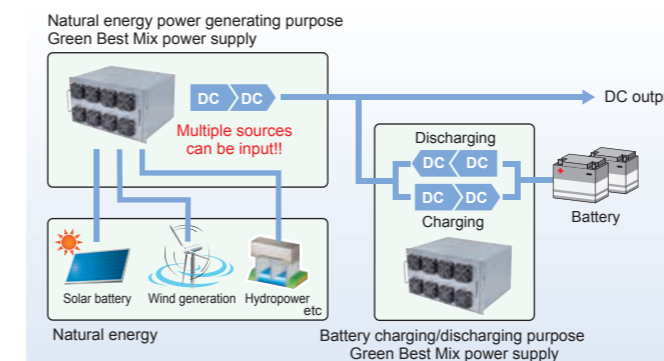 Natural energy power generating purpose
Green Best Mix power supply
DC DC
Multiple sources
can be input!!
DC outp
Discharging
DC DC
DC DC
Charging
Battery
Solar battery Wind generation Hydropower
etc
Natural energy
Battery charging/discharging purpose
Green Best Mix power supply